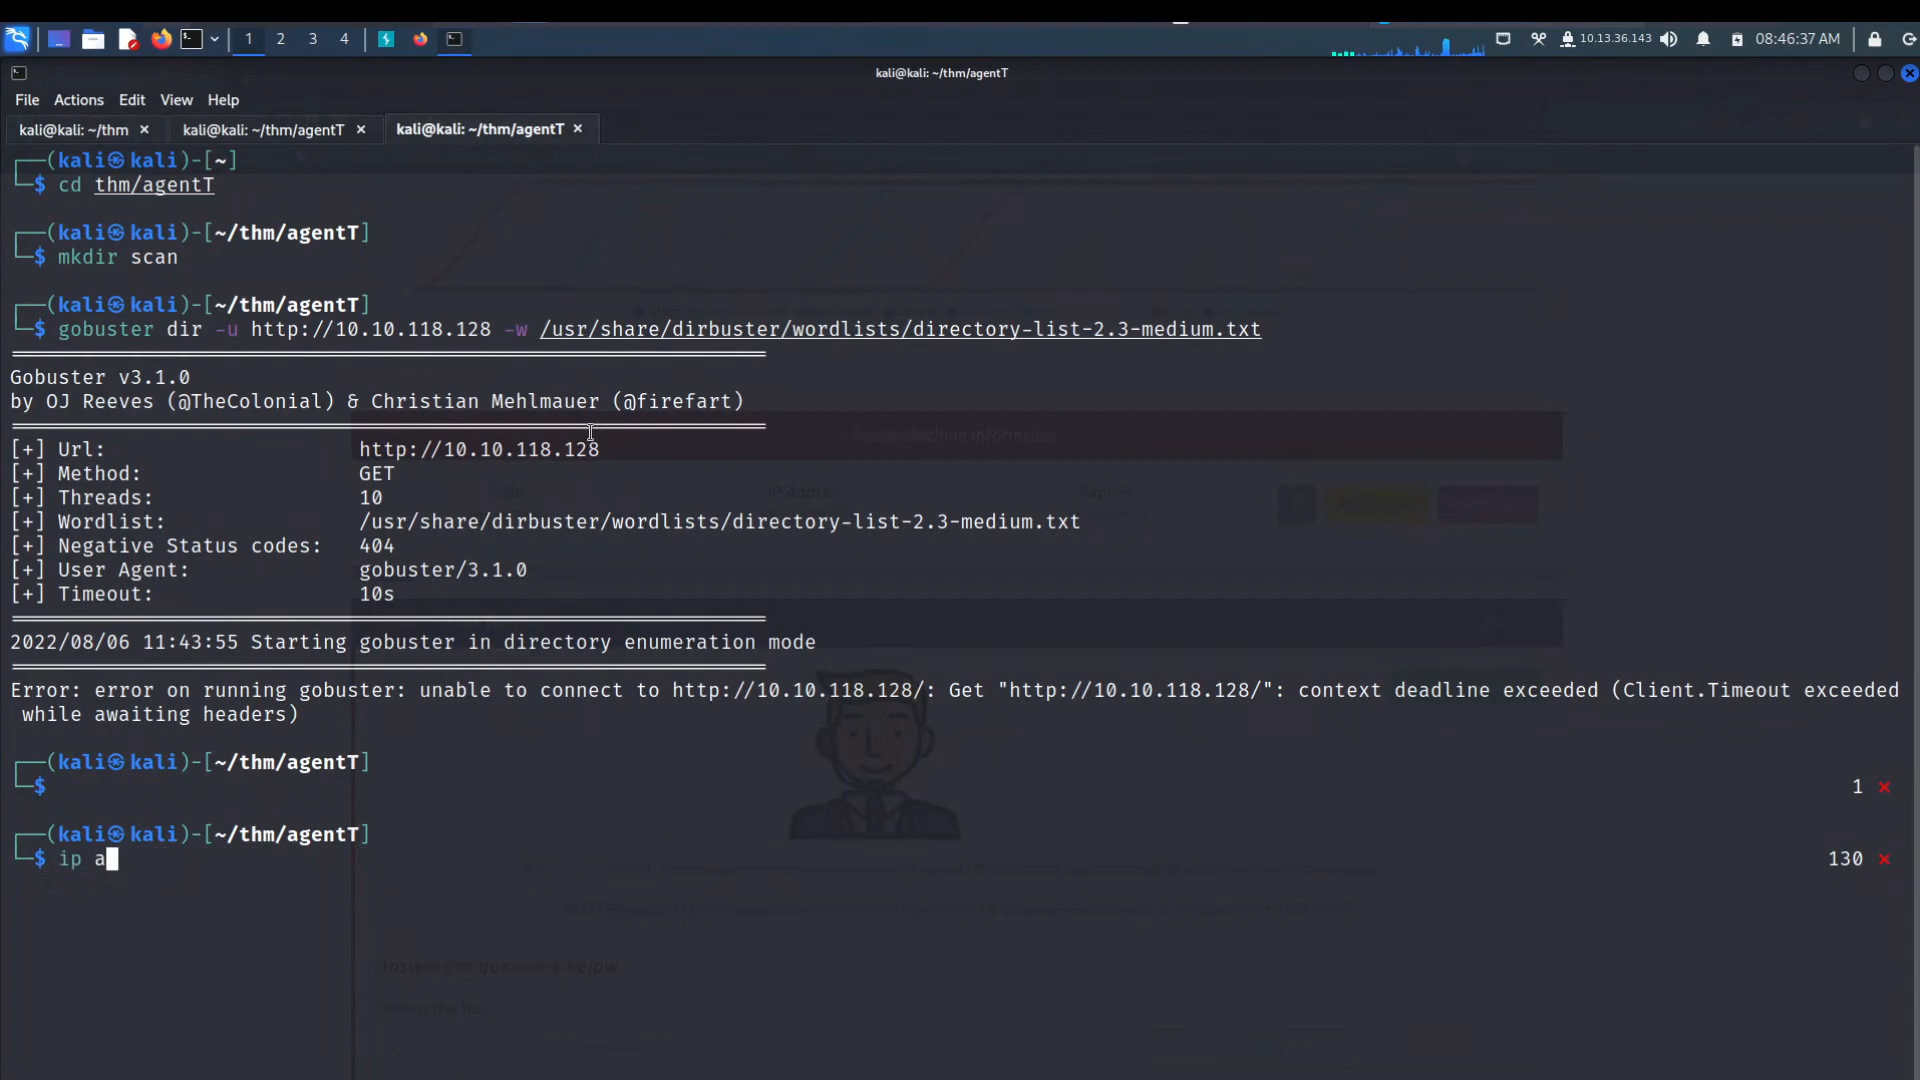 1 2 3 4 10.13.36.143 08:46:37 AM
kali@kali: ~/thm/agentT
File Actions Edit View Help
kali@kali: ~/thm × kali@kali: ~/thm/agentT × kali@kali: ~/thm/agentT ×
┌──(kali㉿kali)-[~]
└─$ cd thm/agentT
┌──(kali㉿kali)-[~/thm/agentT]
└─$ mkdir scan
┌──(kali㉿kali)-[~/thm/agentT]
└─$ gobuster dir -u http://10.10.118.128 -w /usr/share/dirbuster/wordlists/directory-list-2.3-medium.txt
Gobuster v3.1.0
by OJ Reeves (@TheColonial) & Christian Mehlmauer (@firefart)
[+] Url: http://10.10.118.128
[+] Method: GET
[+] Threads: 10
[+] Wordlist: /usr/share/dirbuster/wordlists/directory-list-2.3-medium.txt
[+] Negative Status codes: 404
[+] User Agent: gobuster/3.1.0
[+] Timeout: 10s
2022/08/06 11:43:55 Starting gobuster in directory enumeration mode
Error: error on running gobuster: unable to connect to http://10.10.118.128/: Get "http://10.10.118.128/": context deadline exceeded (Client.Timeout exceeded
while awaiting headers)
┌──(kali㉿kali)-[~/thm/agentT]
└─$ 1 ×
┌──(kali㉿kali)-[~/thm/agentT]
└─$ ip a 130 ×
Answer the questions below